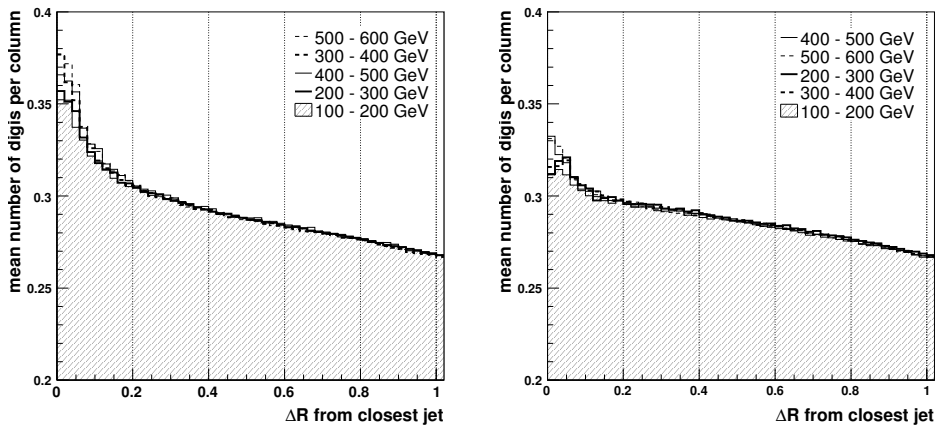 mean number of digis per column
0.4
0.35
0.3
0.25
0.2
500 - 600 GeV
300 - 400 GeV
400 - 500 GeV
200 - 300 GeV
100 - 200 GeV
0 0.2 0.4 0.6 0.8 1
ΔR from closest jet
mean number of digis per column
0.4
0.35
0.3
0.25
0.2
400 - 500 GeV
500 - 600 GeV
200 - 300 GeV
300 - 400 GeV
100 - 200 GeV
0 0.2 0.4 0.6 0.8 1
ΔR from closest jet